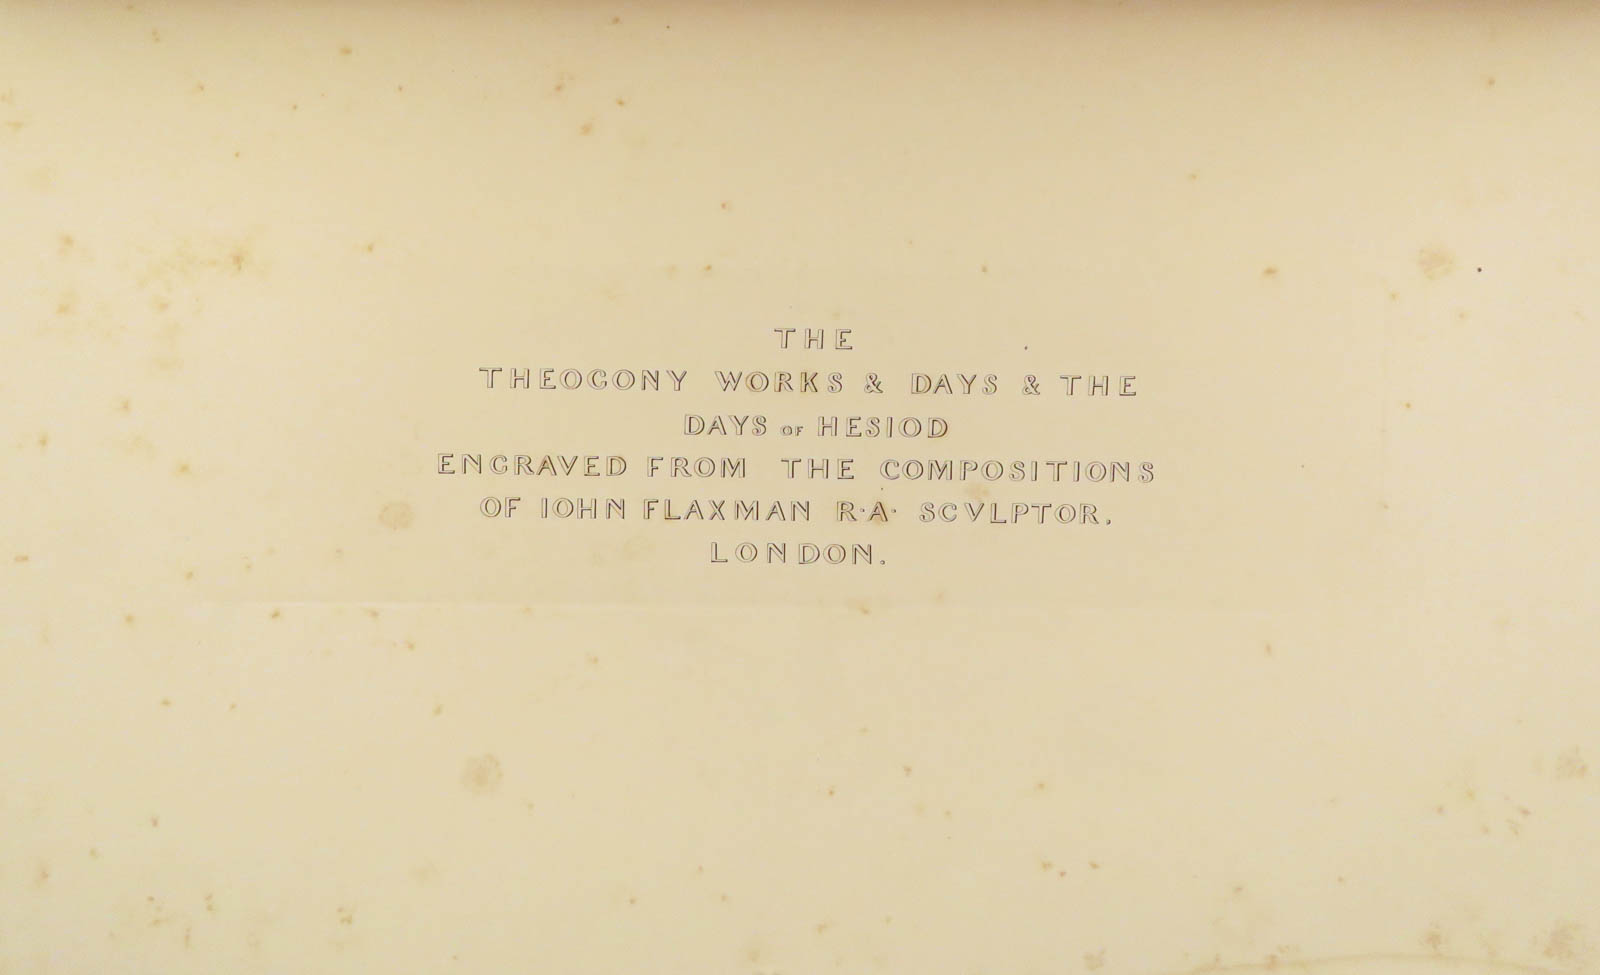 THE
THEOGONY WORKS & DAYS & THE
DAYS OF HESIOD
ENGRAVED FROM THE COMPOSITIONS
OF IOHN FLAXMAN R·A· SCVLPTOR.
LONDON.